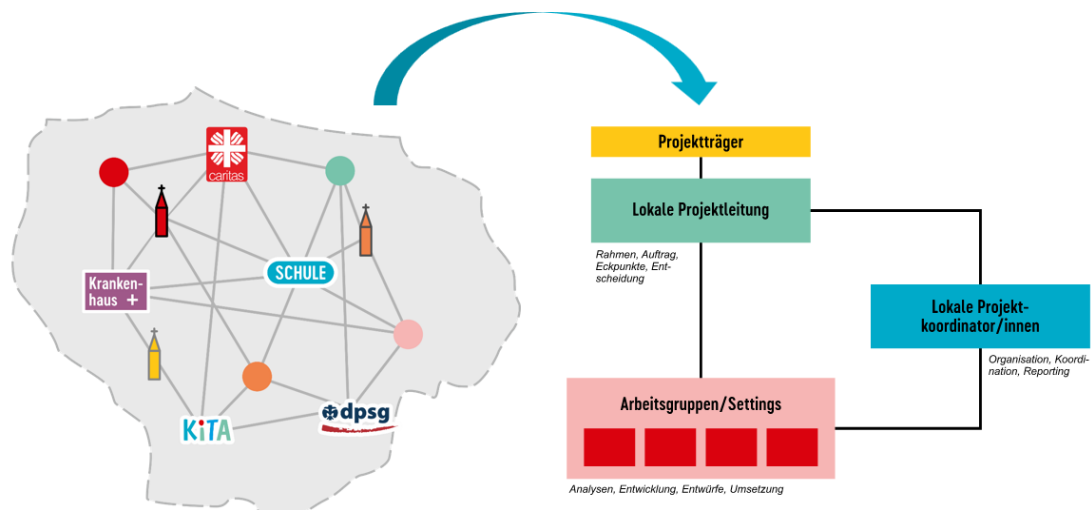 caritas
Kranken-
haus +
SCHULE
KiTA
dpsg
Projektträger
Lokale Projektleitung
Rahmen, Auftrag,
Eckpunkte, Ent-
scheidung
Lokale Projekt-
koordinator/innen
Organisation, Koordi-
nation, Reporting
Arbeitsgruppen/Settings
Analysen, Entwicklung, Entwürfe, Umsetzung